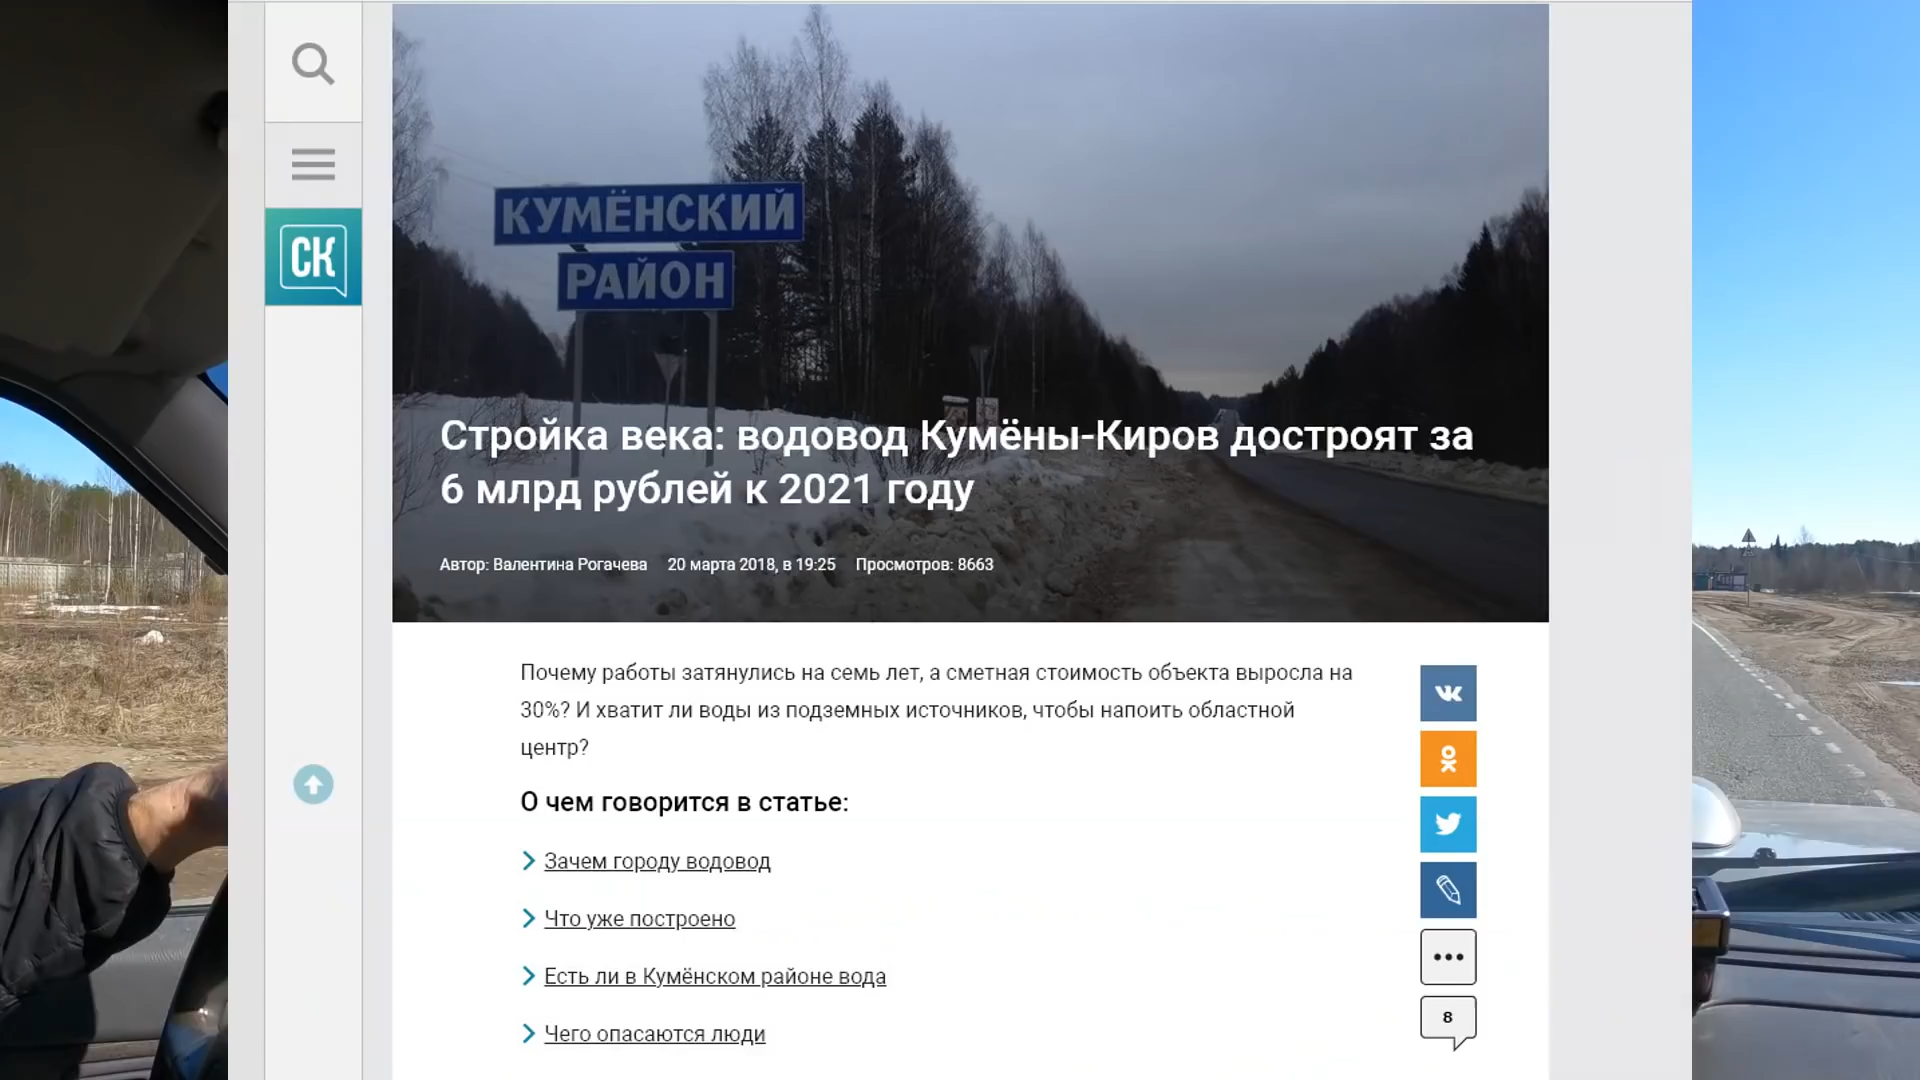 КУМЁНСКИЙ
РАЙОН
СК
Стройка века: водовод Кумёны-Киров достроят за
6 млрд рублей к 2021 году
Автор: Валентина Рогачева 20 марта 2018, в 19:25 Просмотров: 8663
Почему работы затянулись на семь лет, а сметная стоимость объекта выросла на
30%? И хватит ли воды из подземных источников, чтобы напоить областной
центр?
О чем говорится в статье:
Зачем городу водовод
Что уже построено
Есть ли в Кумёнском районе вода
Чего опасаются люди
8